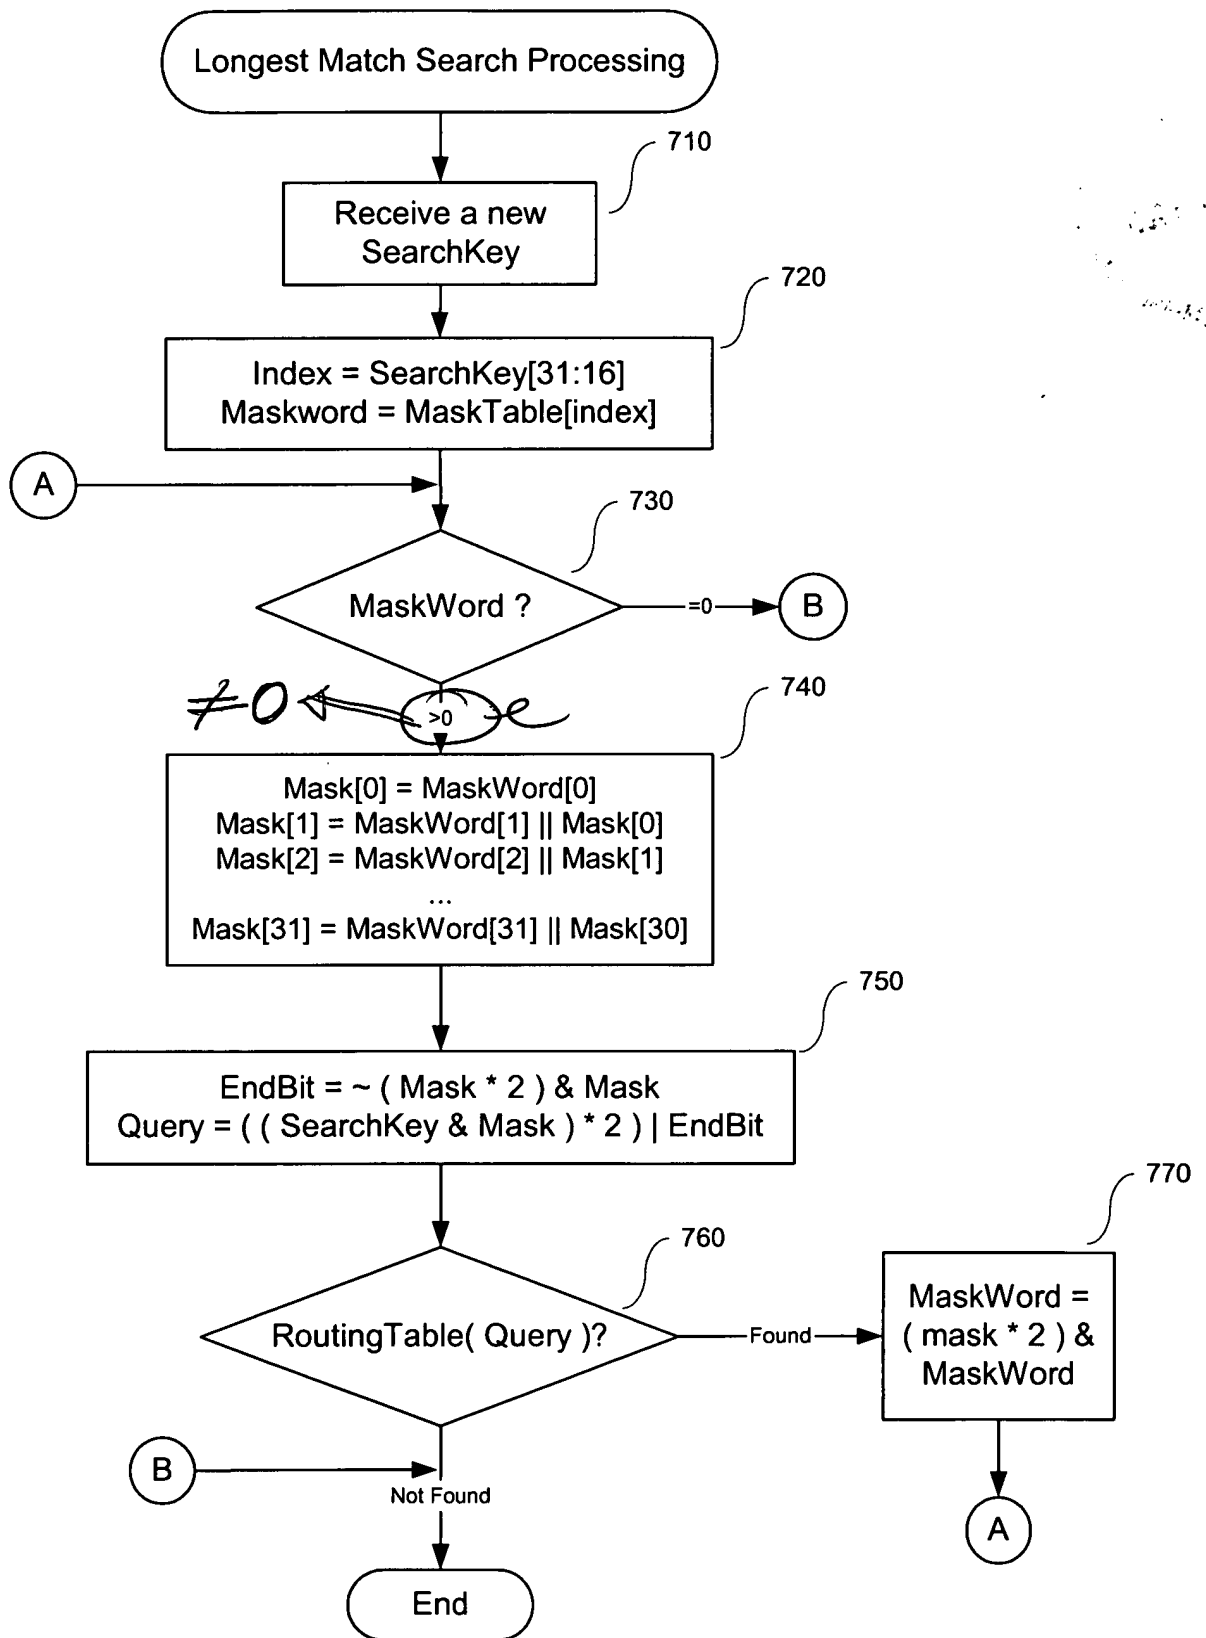 Longest Match Search Processing
710
Receive a new
SearchKey
720
Index = SearchKey[31:16]
Maskword = MaskTable[index]
A
730
MaskWord ?
=0
B
≠0
>0
740
Mask[0] = MaskWord[0]
Mask[1] = MaskWord[1] || Mask[0]
Mask[2] = MaskWord[2] || Mask[1]
...
Mask[31] = MaskWord[31] || Mask[30]
750
EndBit = ~ ( Mask * 2 ) & Mask
Query = ( ( SearchKey & Mask ) * 2 ) | EndBit
760
770
RoutingTable( Query )?
Found
MaskWord =
( mask * 2 ) &
MaskWord
B
Not Found
A
End